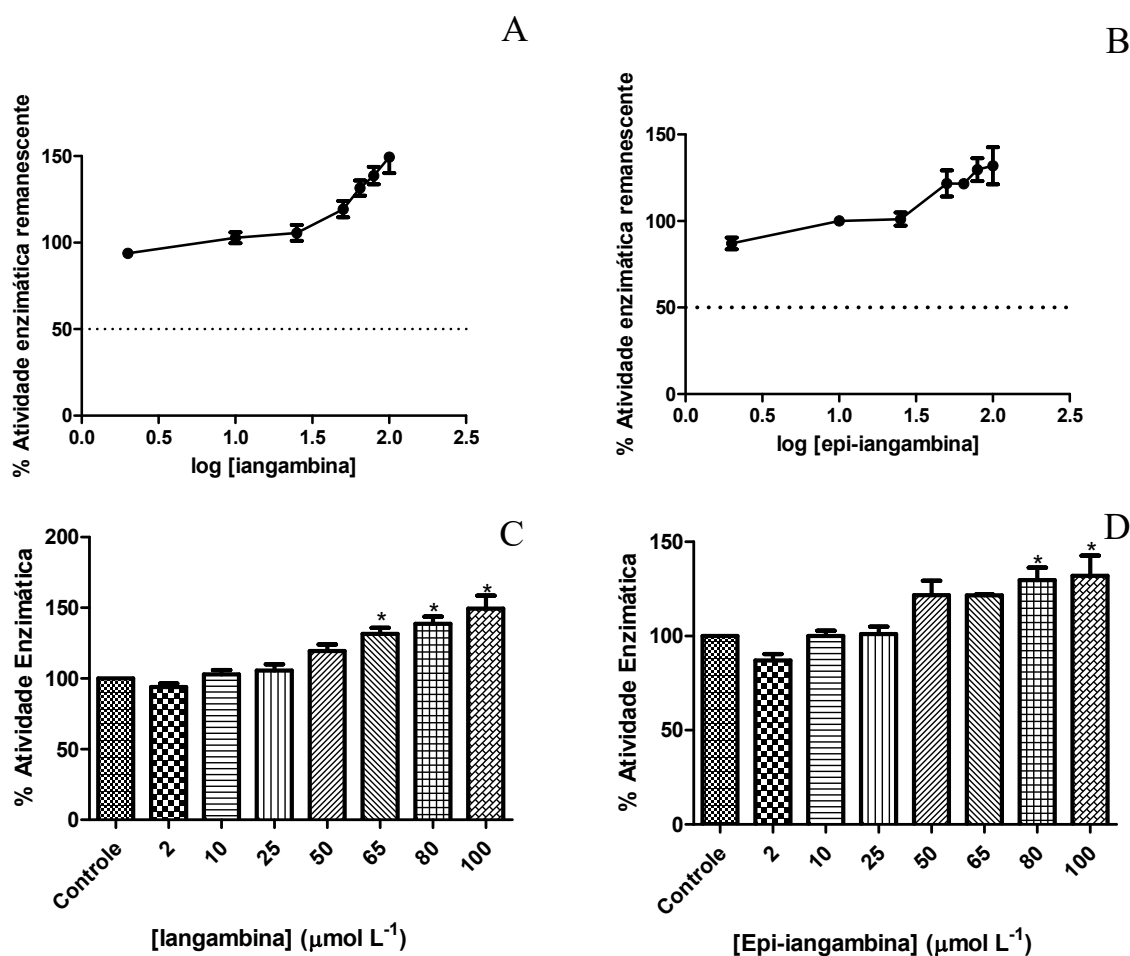 A
% Atividade enzimática remanescente
150
100
50
0
0.0 0.5 1.0 1.5 2.0 2.5
log [iangambina]
B
% Atividade enzimática remanescente
150
100
50
0
0.0 0.5 1.0 1.5 2.0 2.5
log [epi-iangambina]
C
% Atividade Enzimática
200
150
100
50
0
* * *
Controle 2 10 25 50 65 80 100
[Iangambina] (μmol L⁻¹)
D
% Atividade Enzimática
150
100
50
0
* *
Controle 2 10 25 50 65 80 100
[Epi-iangambina] (μmol L⁻¹)